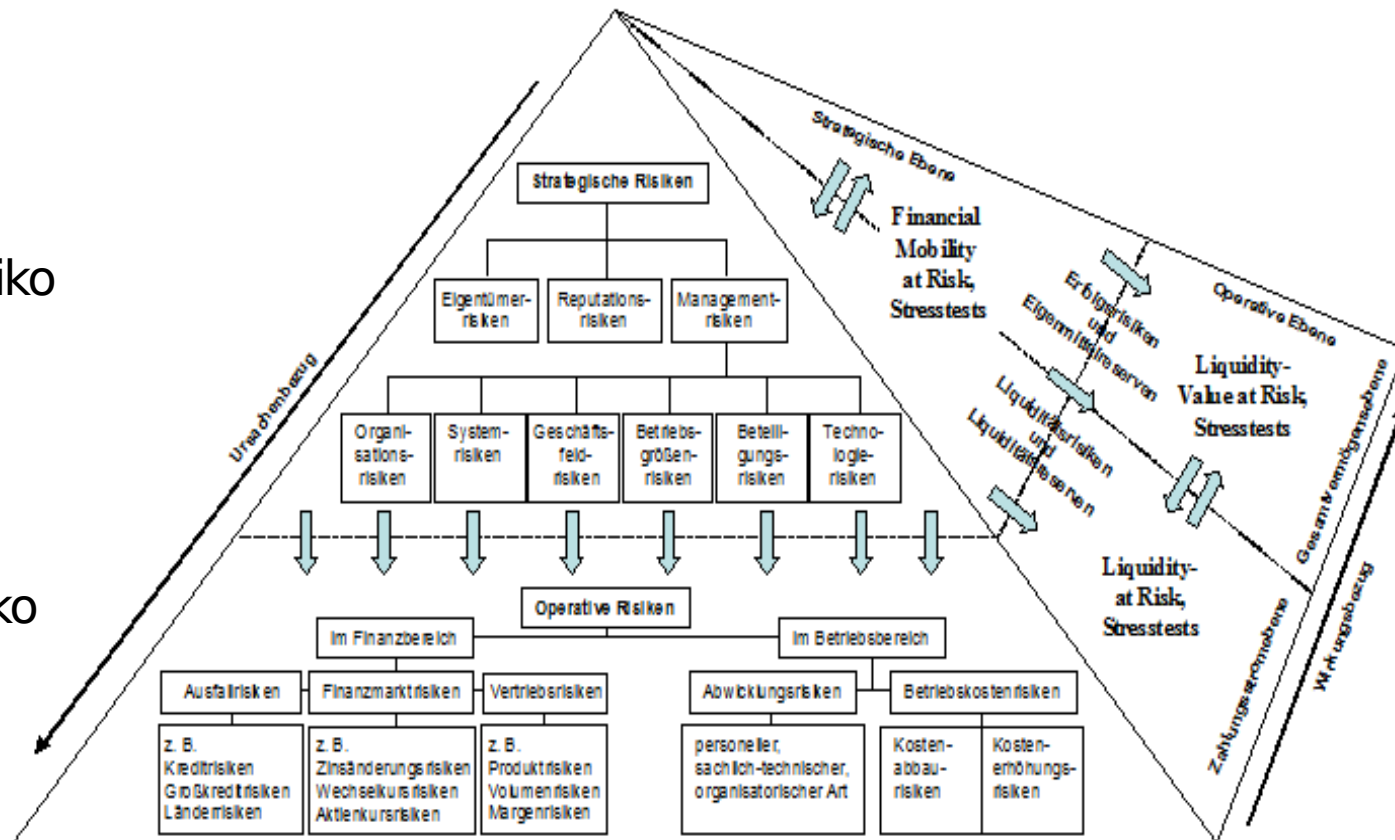 iko
ko
Ursachenbezug
Strategische Risiken
Eigentümer-
risiken
Reputations-
risiken
Management-
risiken
Organi-
sations-
risiken
System-
risiken
Geschäfts-
feld-
risiken
Betriebs-
größen-
risiken
Beteili-
gungs-
risiken
Techno-
logie-
risiken
Operative Risiken
Im Finanzbereich
Im Betriebsbereich
Ausfallrisiken
Finanzmarktrisiken
Vertriebsrisiken
Abwicklungsrisiken
Betriebskostenrisiken
z. B.
Kreditrisiken
Großkreditrisiken
Länderrisiken
z. B.
Zinsänderungsrisiken
Wechselkursrisiken
Aktienkursrisiken
z. B.
Produktrisiken
Volumenrisiken
Margenrisiken
personeller,
sachlich-technischer,
organisatorischer Art
Kosten-
abbau-
risiken
Kosten-
erhöhungs-
risiken
Strategische Ebene
Operative Ebene
Financial
Mobility
at Risk,
Stresstests
Erfolgsrisiken
und
Eigenmittelreserven
Liquidity-
Value at Risk,
Stresstests
Liquiditätsrisiken
und
Liquiditätsreserven
Liquidity-
at Risk,
Stresstests
Gesamtvermögensebene
Zahlungsstromebene
Wirkungsbezug